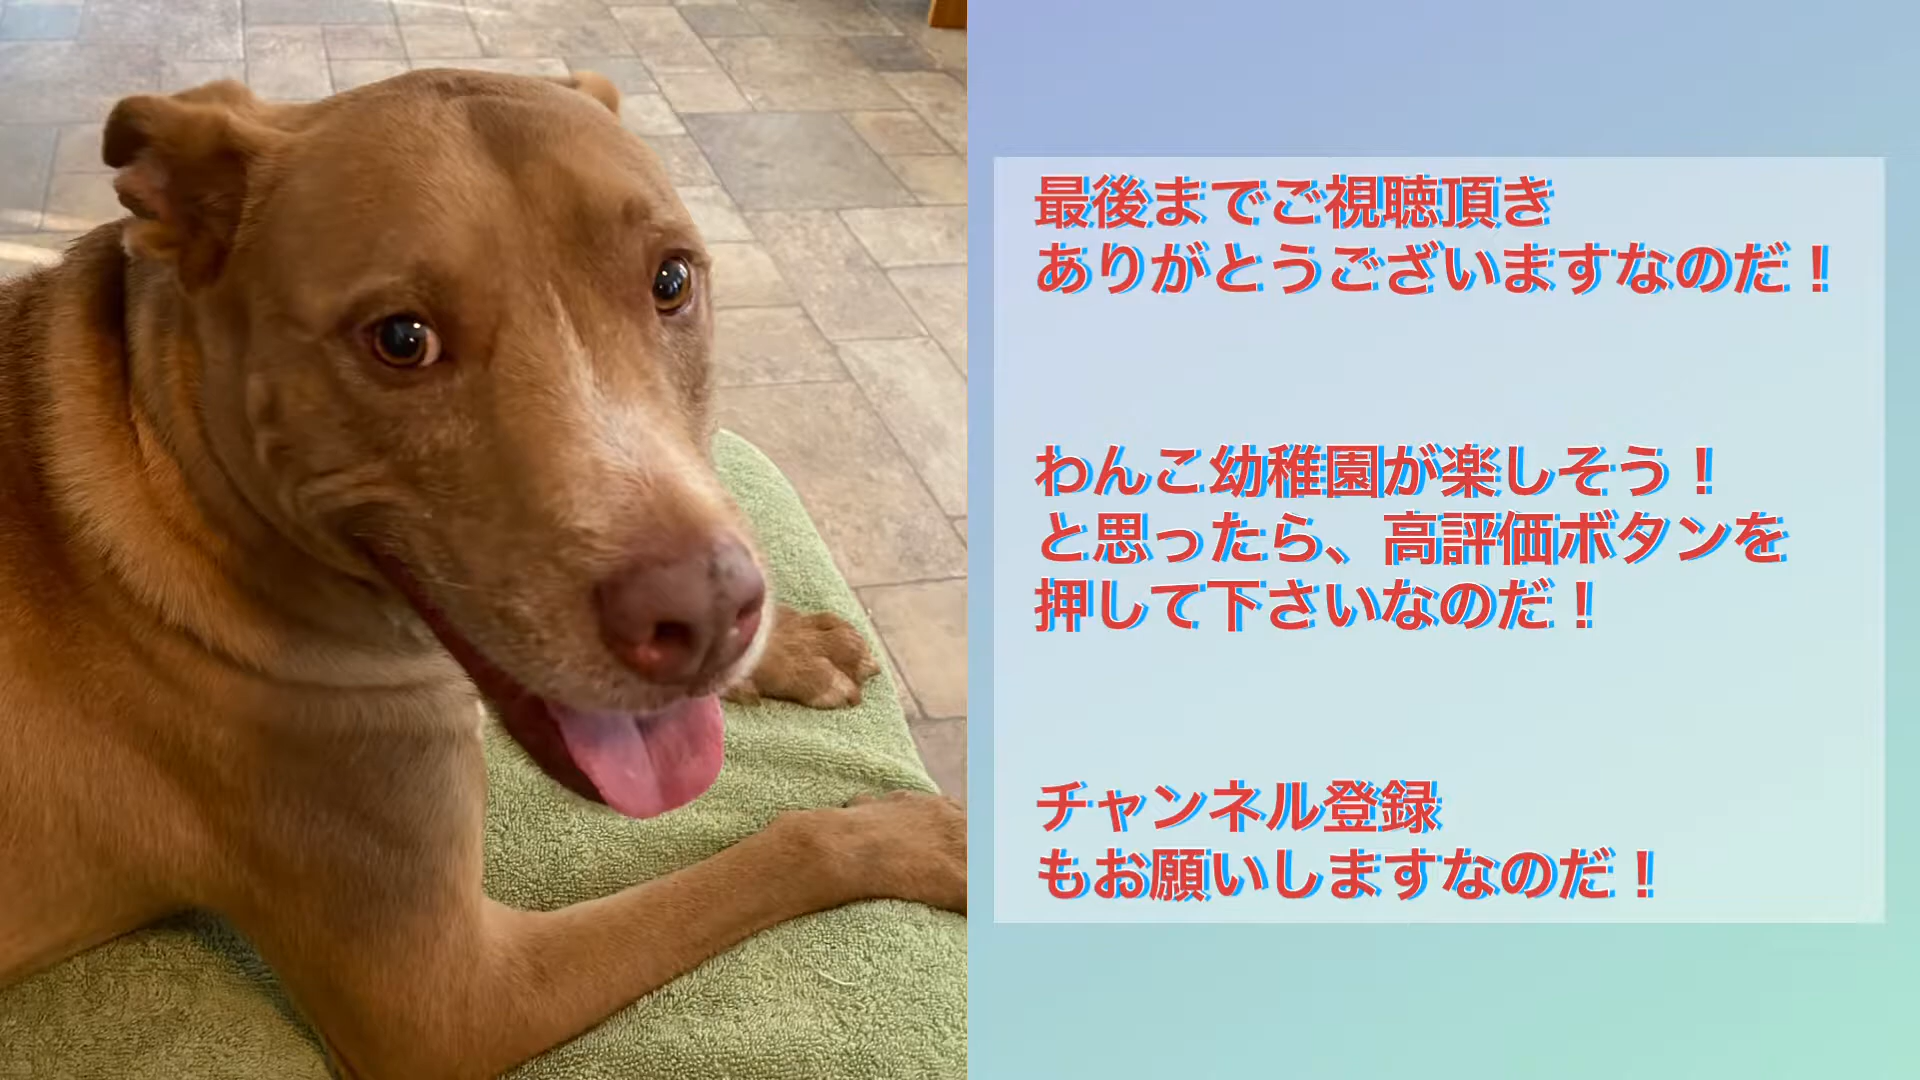 最後までご視聴頂き
ありがとうございますなのだ！
わんこ幼稚園が楽しそう！
と思ったら、高評価ボタンを
押して下さいなのだ！
チャンネル登録
もお願いしますなのだ！